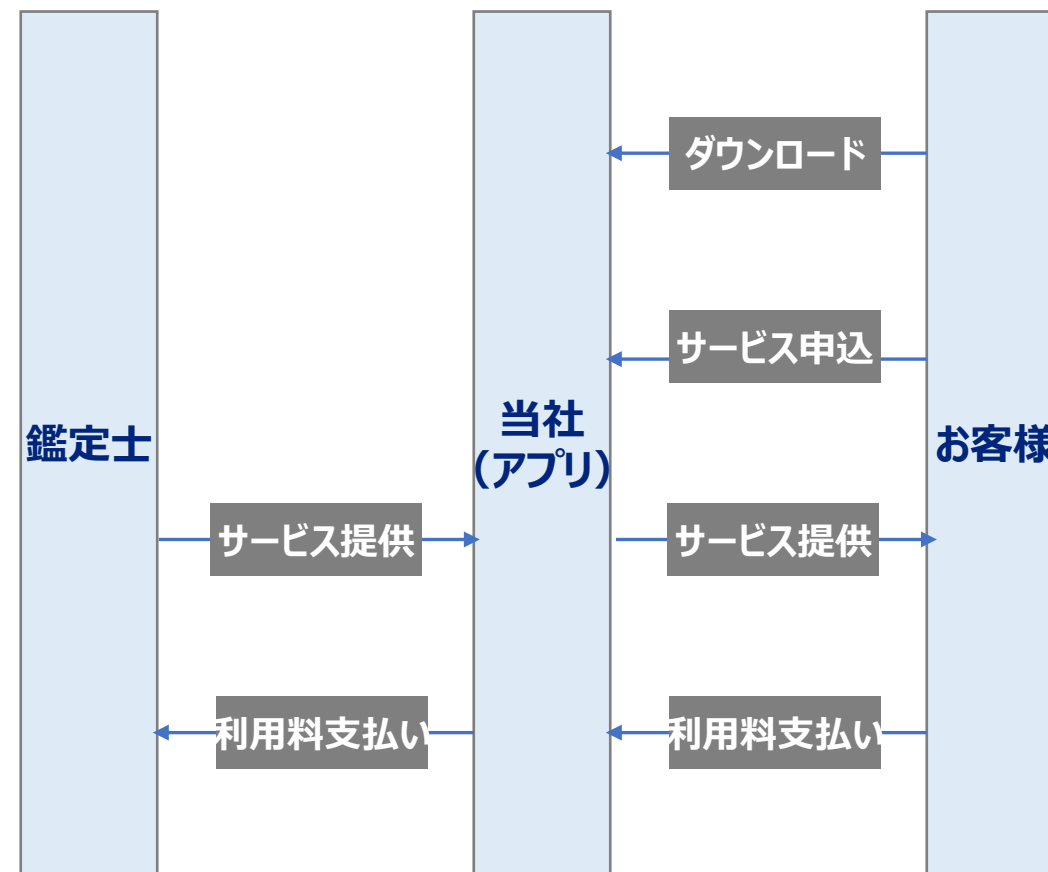 ダウンロード
サービス申込
鑑定士
当社
（アプリ）
お客様
サービス提供
サービス提供
利用料支払い
利用料支払い